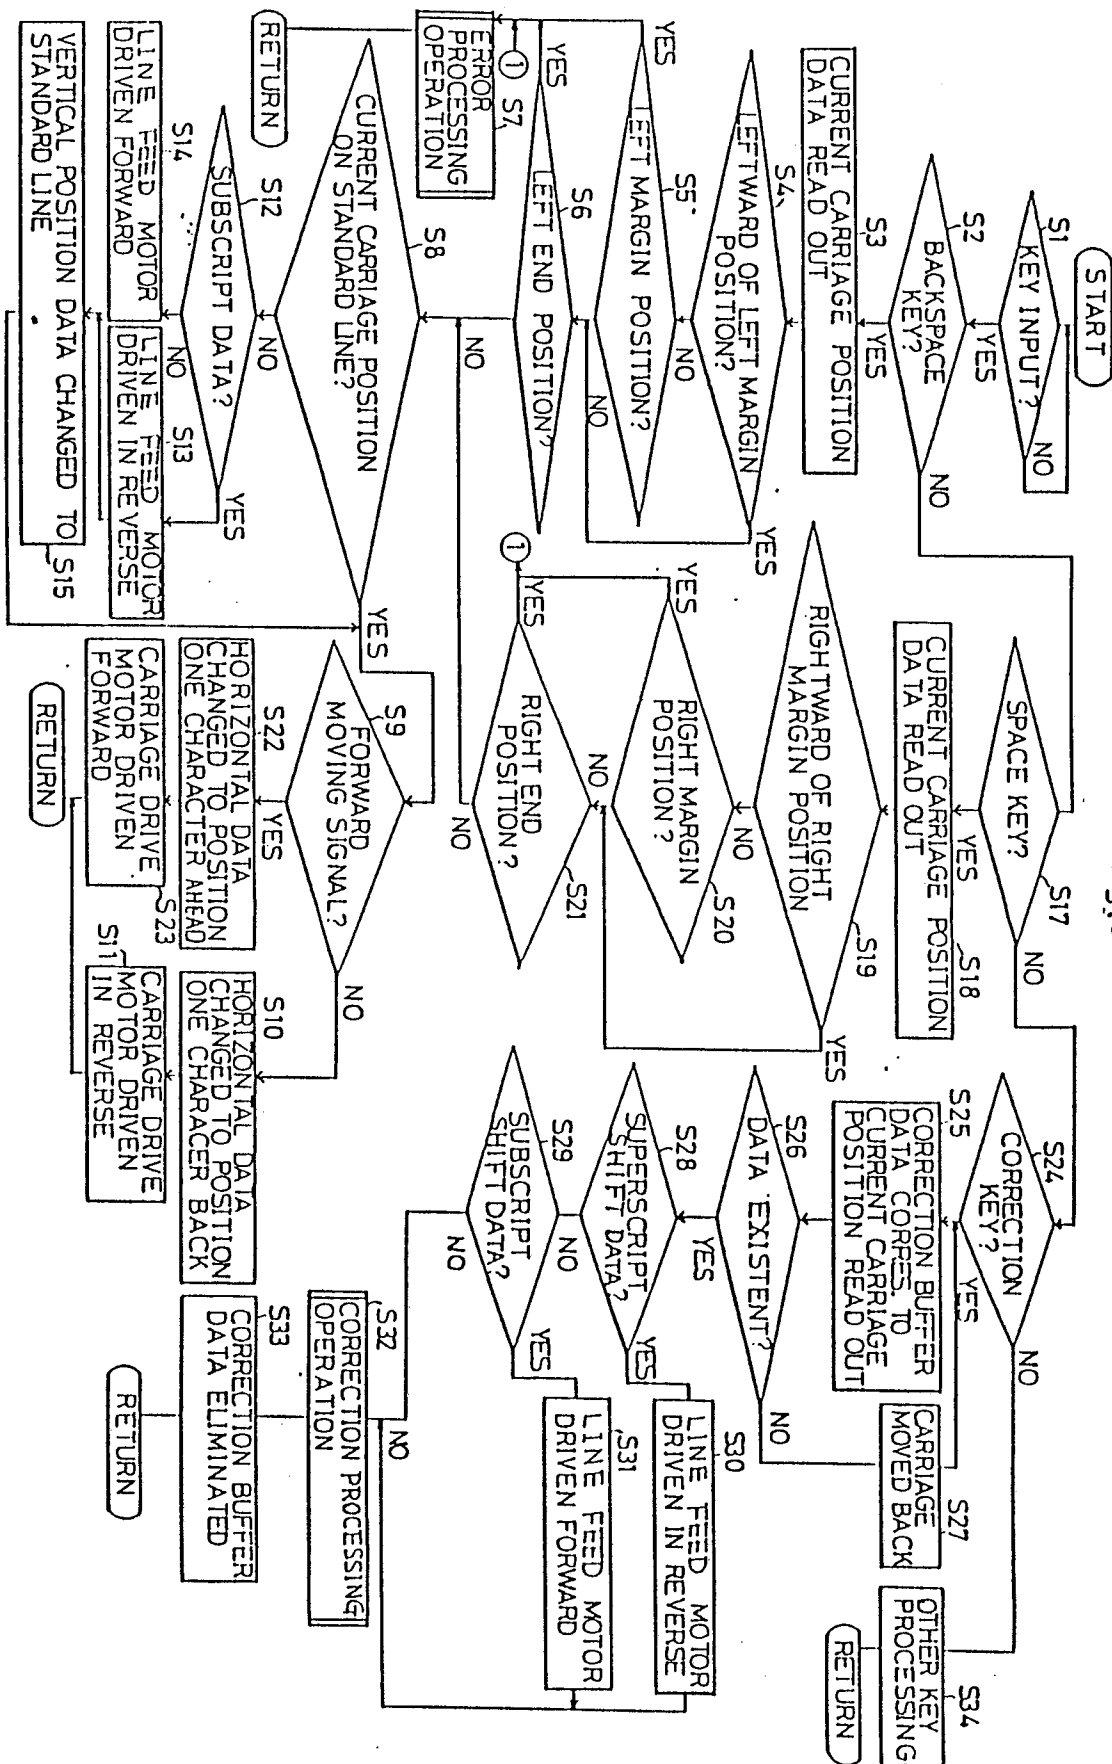 START
S1
KEY INPUT?
NO
YES
S2
BACKSPACE
KEY?
NO
YES
S3
CURRENT CARRIAGE POSITION
DATA READ OUT
S4
LEFTWARD OF LEFT MARGIN
POSITION?
YES
NO
S5
LEFT MARGIN POSITION?
YES
NO
S6
LEFT END POSITION?
YES
NO
1
S7
ERROR
PROCESSING
OPERATION
RETURN
S8
CURRENT CARRIAGE POSITION
ON STANDARD LINE?
YES
NO
S12
SUBSCRIPT DATA?
YES
NO
S14
LINE FEED MOTOR
DRIVEN FORWARD
S13
LINE FEED MOTOR
DRIVEN IN REVERSE
VERTICAL POSITION DATA CHANGED TO
STANDARD LINE
S15
SPACE KEY?
S17
NO
YES
S18
CURRENT CARRIAGE POSITION
DATA READ OUT
RIGHTWARD OF RIGHT
MARGIN POSITION
S19
YES
NO
RIGHT MARGIN
POSITION?
S20
YES
NO
RIGHT END
POSITION?
S21
YES
1
NO
S9
FORWARD
MOVING SIGNAL?
NO
YES
S22
HORIZONTAL DATA
CHANGED TO POSITION
ONE CHARACTER AHEAD
S10
HORIZONTAL DATA
CHANGED TO POSITION
ONE CHARACER BACK
CARRIAGE DRIVE
MOTOR DRIVEN
FORWARD
S23
S11
CARRIAGE DRIVE
MOTOR DRIVEN
IN REVERSE
RETURN
S24
CORRECTION
KEY?
NO
YES
S25
CORRECTION BUFFER
DATA CORRES. TO
CURRENT CARRIAGE
POSITION READ OUT
S27
CARRIAGE
MOVED BACK
S34
OTHER KEY
PROCESSING
RETURN
S26
DATA EXISTENT?
NO
YES
S28
SUPERSCRIPT
SHIFT DATA?
YES
NO
S30
LINE FEED MOTOR
DRIVEN IN REVERSE
S29
SUBSCRIPT
SHIFT DATA?
YES
NO
S31
LINE FEED MOTOR
DRIVEN FORWARD
NO
S32
CORRECTION PROCESSING
OPERATION
S33
CORRECTION BUFFER
DATA ELIMINATED
RETURN